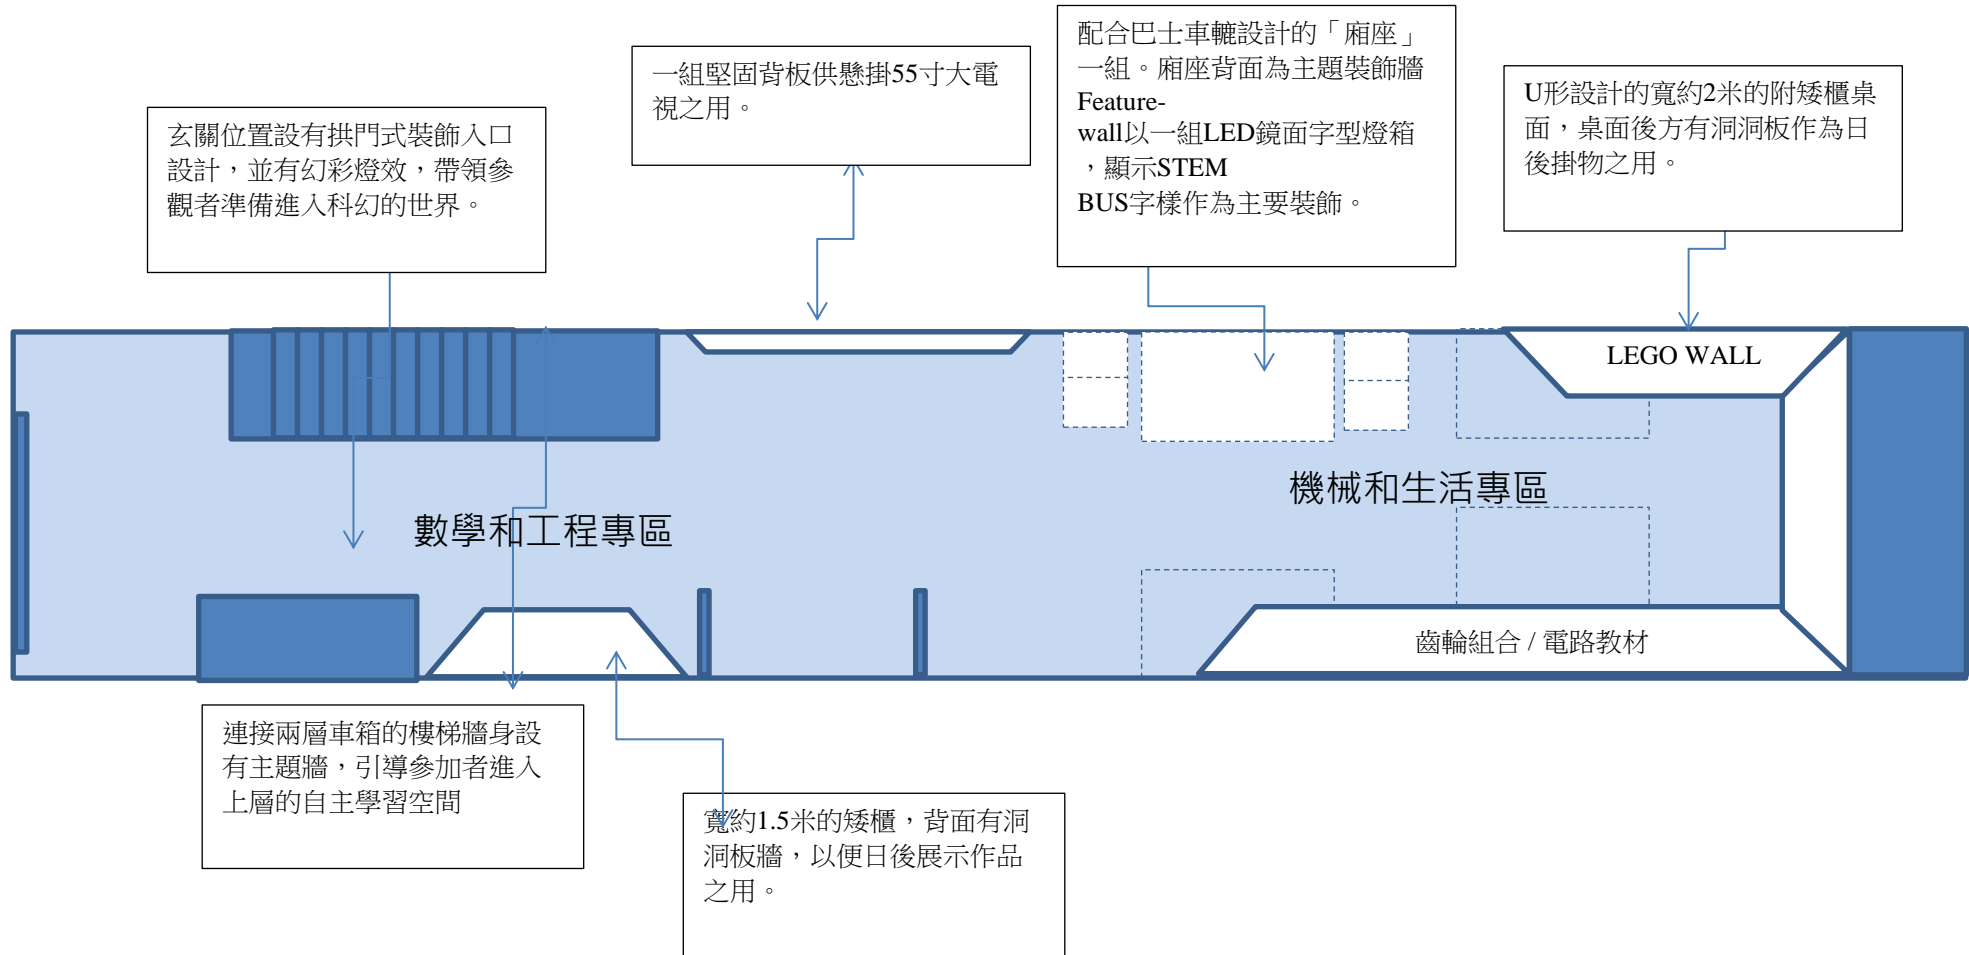 玄關位置設有拱門式裝飾入口
設計，並有幻彩燈效，帶領參
觀者準備進入科幻的世界。
一組堅固背板供懸掛55寸大電
視之用。
配合巴士車轆設計的「廂座」
一組。廂座背面為主題裝飾牆
Feature-
wall以一組LED鏡面字型燈箱
，顯示STEM
BUS字樣作為主要裝飾。
U形設計的寬約2米的附矮櫃桌
面，桌面後方有洞洞板作為日
後掛物之用。
LEGO WALL
機械和生活專區
數學和工程專區
齒輪組合 / 電路教材
連接兩層車箱的樓梯牆身設
有主題牆，引導參加者進入
上層的自主學習空間
寬約1.5米的矮櫃，背面有洞
洞板牆，以便日後展示作品
之用。